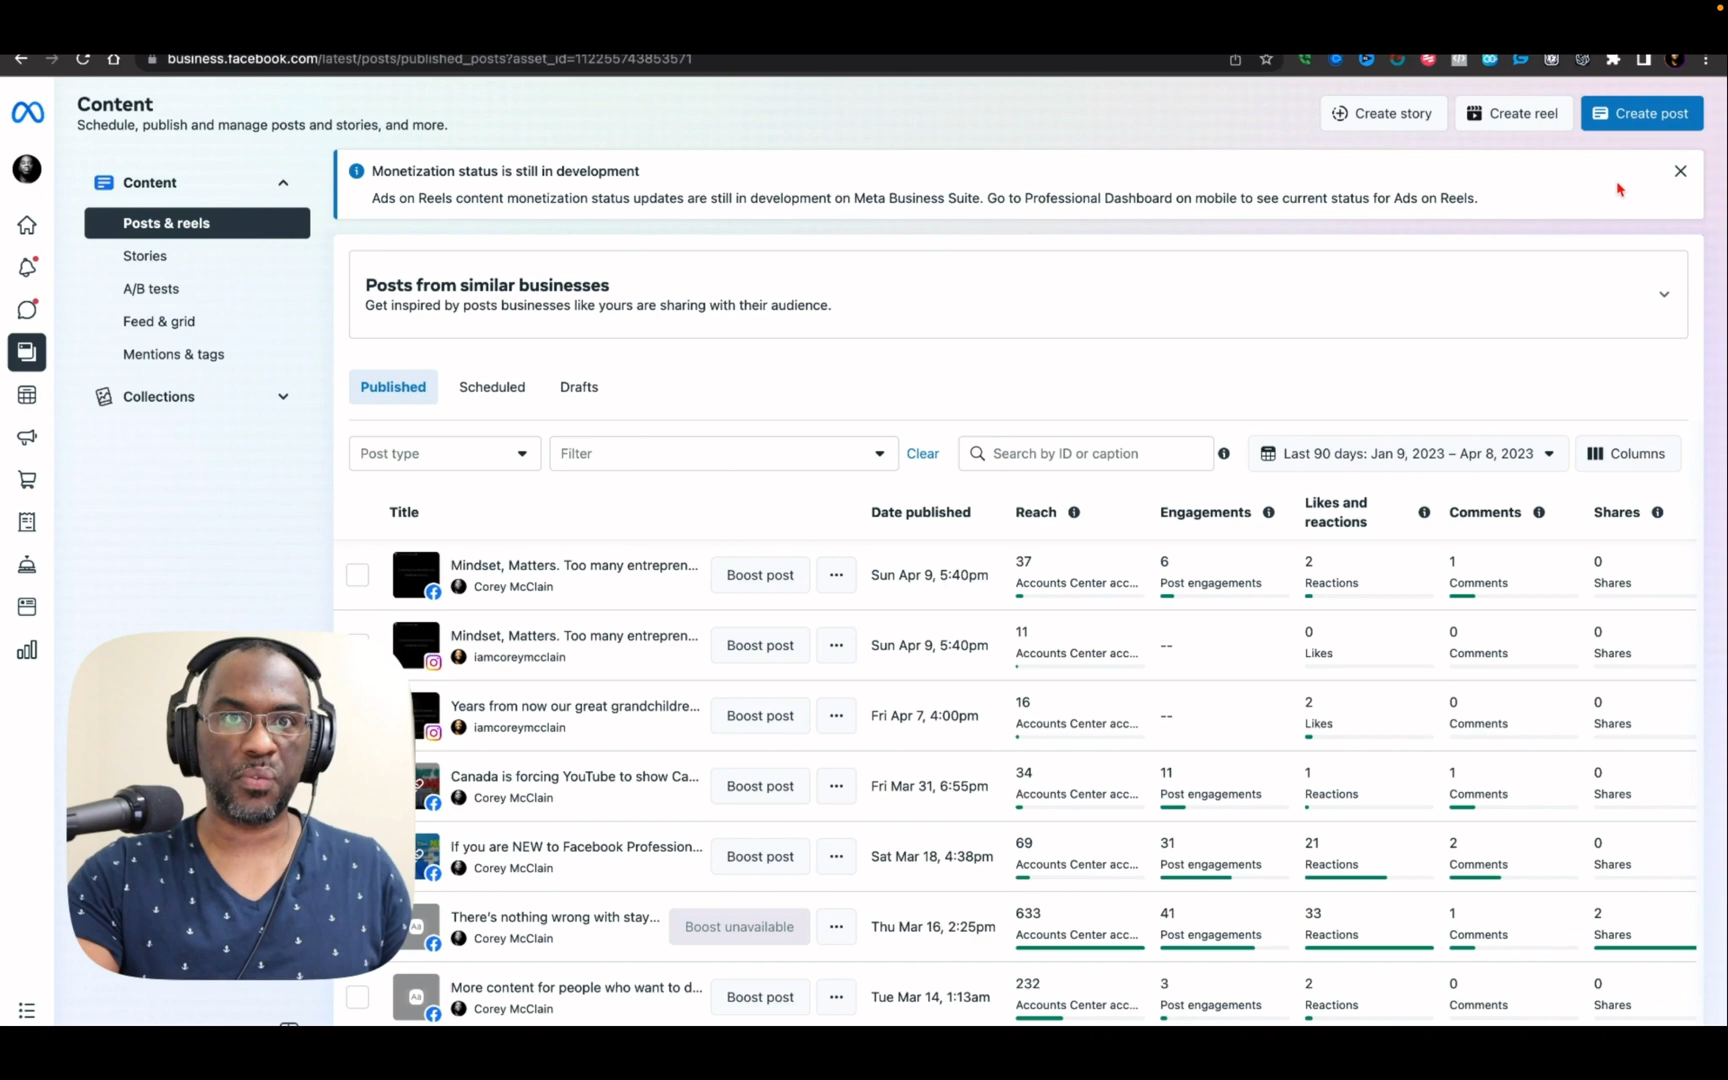 business.facebook.com/latest/posts/published_posts?asset_id=112255743853571
Content
Schedule, publish and manage posts and stories, and more.
Create story
Create reel
Create post
Content
Posts & reels
Stories
A/B tests
Feed & grid
Mentions & tags
Collections
Monetization status is still in development
Ads on Reels content monetization status updates are still in development on Meta Business Suite. Go to Professional Dashboard on mobile to see current status for Ads on Reels.
Posts from similar businesses
Get inspired by posts businesses like yours are sharing with their audience.
Published Scheduled Drafts
Post type Filter Clear Search by ID or caption Last 90 days: Jan 9, 2023 – Apr 8, 2023 Columns
Title Date published Reach Engagements Likes and reactions Comments Shares
Mindset, Matters. Too many entrepren... Boost post ... Sun Apr 9, 5:40pm 37 6 2 1 0
Corey McClain Accounts Center acc... Post engagements Reactions Comments Shares
Mindset, Matters. Too many entrepren... Boost post ... Sun Apr 9, 5:40pm 11 -- 0 0 0
iamcoreymcclain Accounts Center acc... Likes Comments Shares
Years from now our great grandchildre... Boost post ... Fri Apr 7, 4:00pm 16 -- 2 0 0
iamcoreymcclain Accounts Center acc... Likes Comments Shares
Canada is forcing YouTube to show Ca... Boost post ... Fri Mar 31, 6:55pm 34 11 1 1 0
Corey McClain Accounts Center acc... Post engagements Reactions Comments Shares
If you are NEW to Facebook Profession... Boost post ... Sat Mar 18, 4:38pm 69 31 21 2 0
Corey McClain Accounts Center acc... Post engagements Reactions Comments Shares
Aa
There's nothing wrong with stay... Boost unavailable ... Thu Mar 16, 2:25pm 633 41 33 1 2
Corey McClain Accounts Center acc... Post engagements Reactions Comments Shares
Aa
More content for people who want to d... Boost post ... Tue Mar 14, 1:13am 232 3 2 0 0
Corey McClain Accounts Center acc... Post engagements Reactions Comments Shares